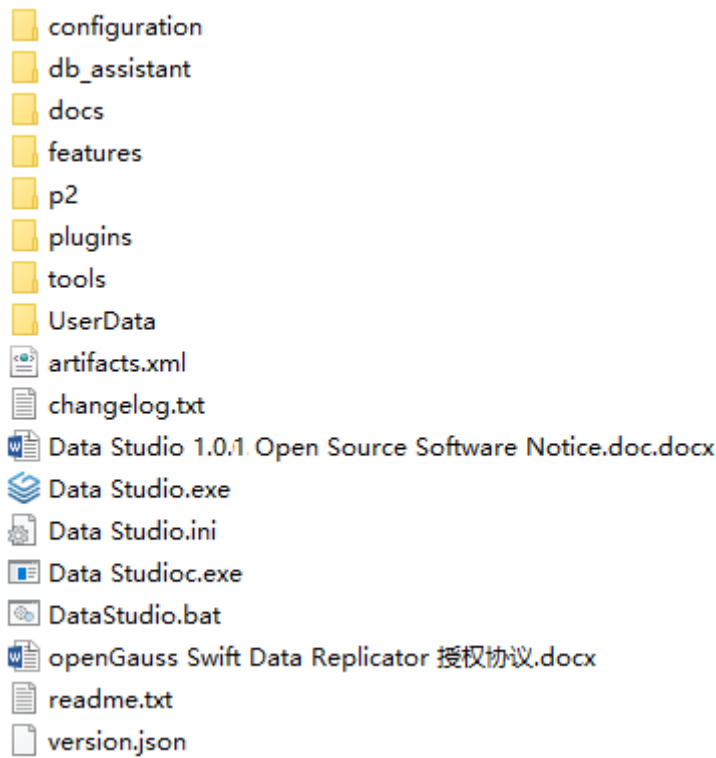 configuration
db_assistant
docs
features
p2
plugins
tools
UserData
artifacts.xml
changelog.txt
Data Studio 1.0.1. Open Source Software Notice.doc.docx
Data Studio.exe
Data Studio.ini
Data Studioc.exe
DataStudio.bat
openGauss Swift Data Replicator 授权协议.docx
readme.txt
version.json